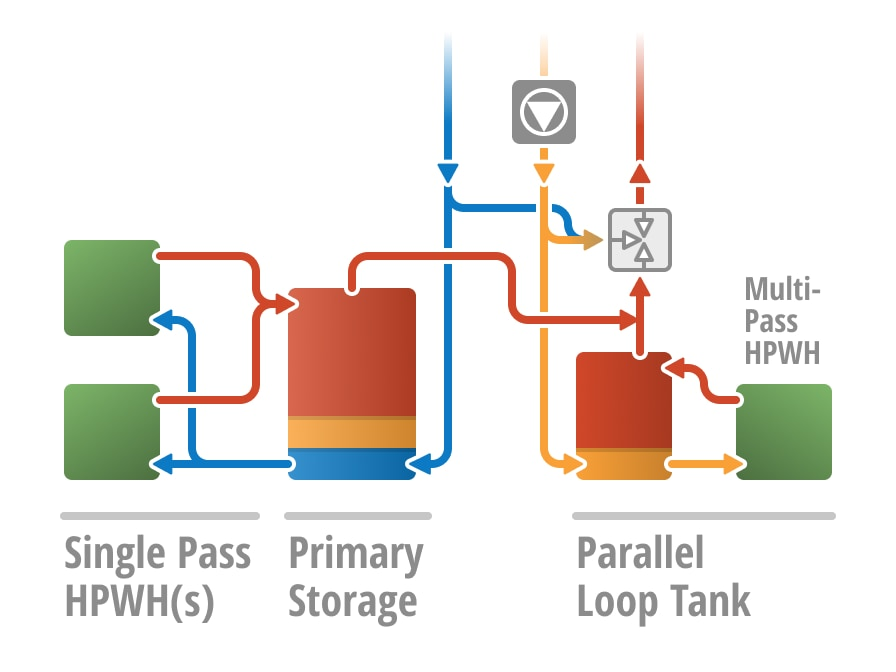 Multi-
Pass
HPWH
Single Pass
HPWH(s)
Primary
Storage
Parallel
Loop Tank